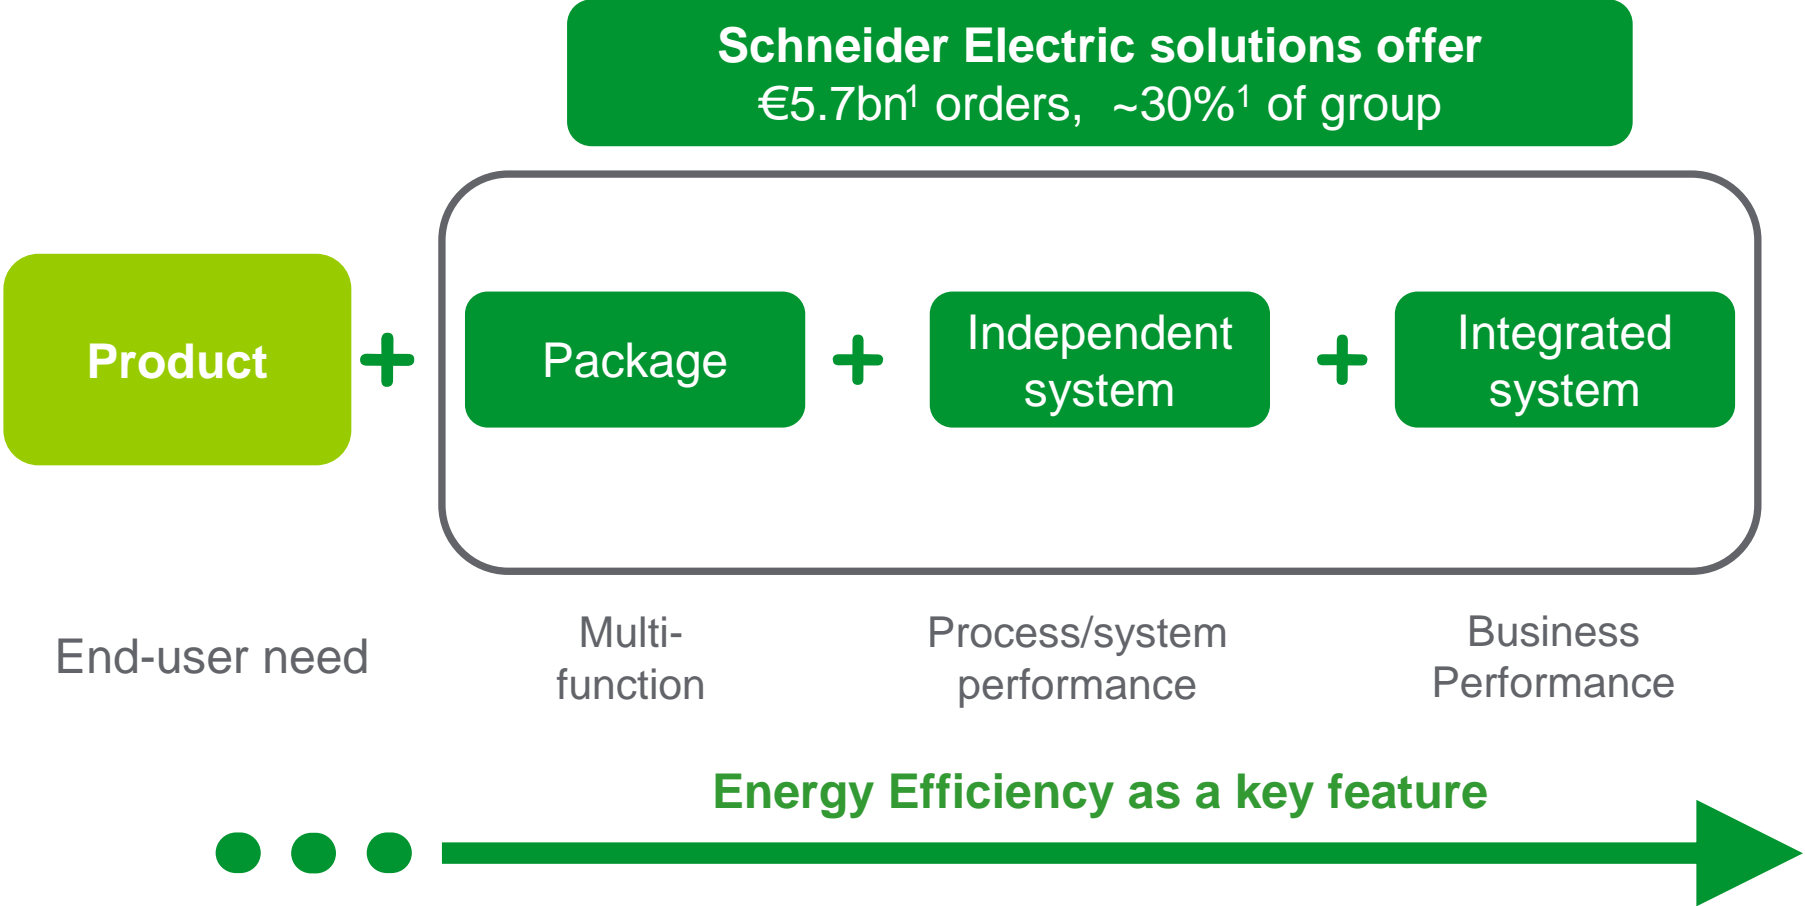 Schneider Electric solutions offer
€5.7bn¹ orders, ~30%¹ of group
Product
+
Package
+
Independent
system
+
Integrated
system
End-user need
Multi-
function
Process/system
performance
Business
Performance
Energy Efficiency as a key feature